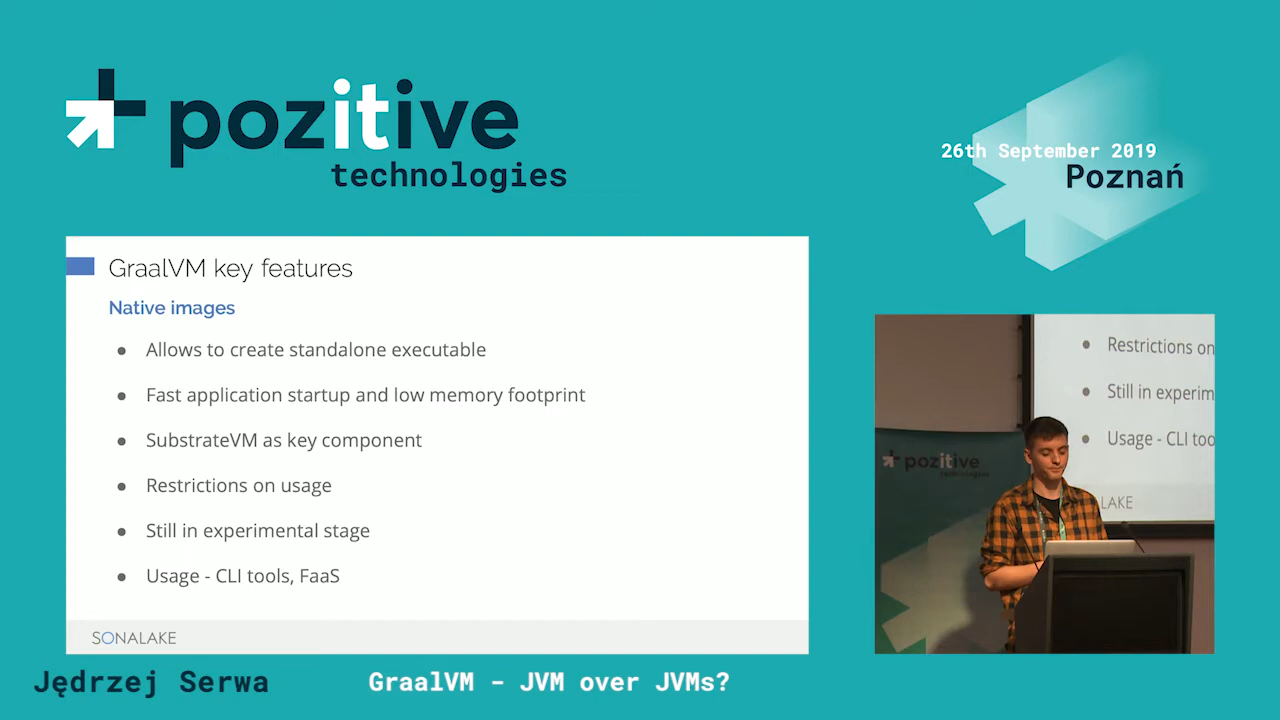 pozitive
technologies
26th September 2019
Poznań
GraalVM key features
Native images
● Allows to create standalone executable
● Fast application startup and low memory footprint
● SubstrateVM as key component
● Restrictions on usage
● Still in experimental stage
● Usage - CLI tools, FaaS
SONALAKE
● Restrictions on
● Still in experim
● Usage - CLI too
ALAKE
pozitive
technologies
Jędrzej Serwa
GraalVM - JVM over JVMs?